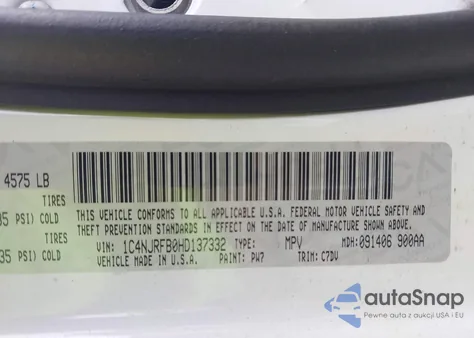 4575 LB
TIRES
35 PSI) COLD
TIRES
35 PSI) COLD
THIS VEHICLE CONFORMS TO ALL APPLICABLE U.S.A. FEDERAL MOTOR VEHICLE SAFETY AND
THEFT PREVENTION STANDARDS IN EFFECT ON THE DATE OF MANUFACTURE SHOWN ABOVE.
VIN: 1C4NJRFB0HD137332 TYPE: MPV MDH: 091406 900AA
MADE IN U.S.A. PAINT: PW7 TRIM: C7DV
autoSnap
Pewne auta z aukcji USA i EU